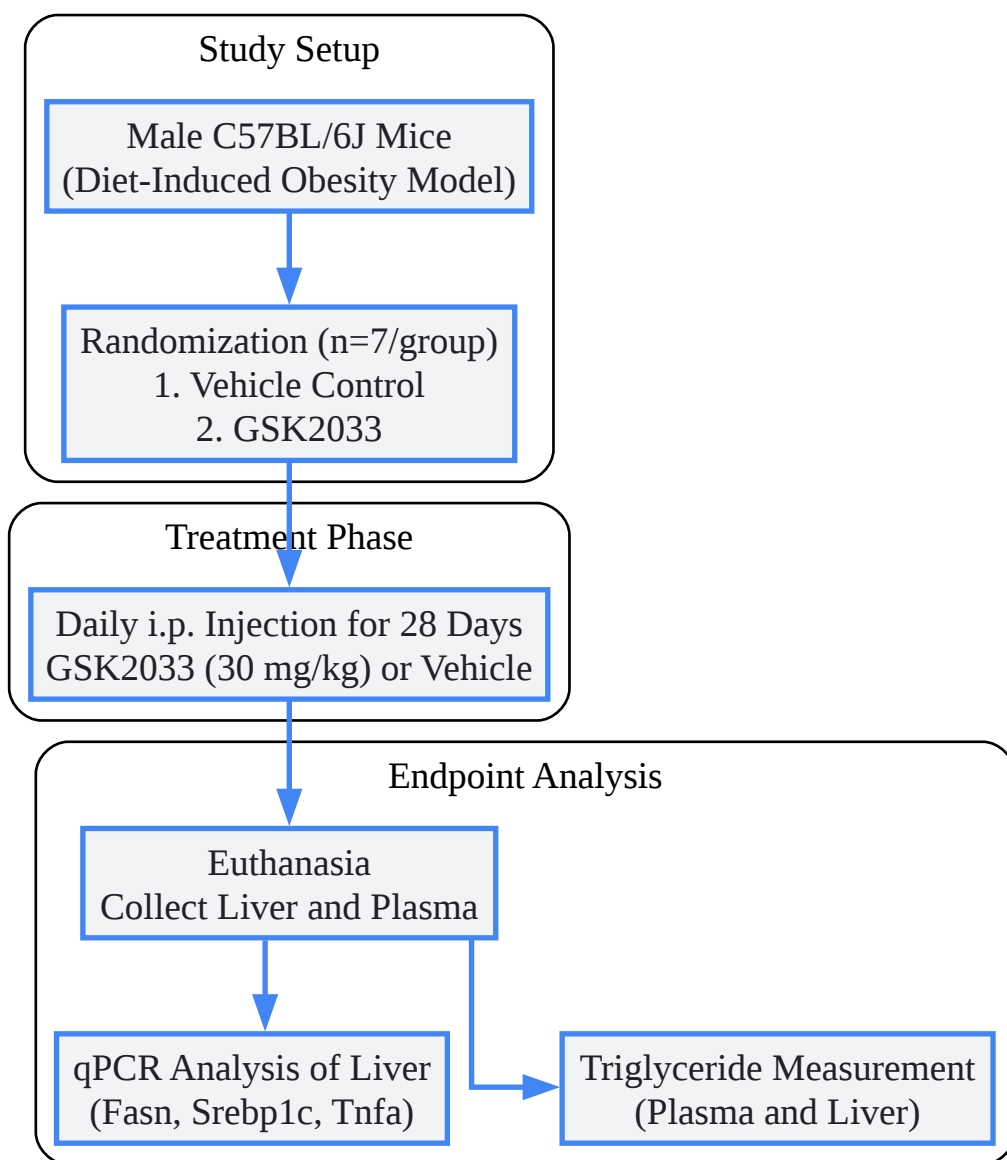 Study Setup
Male C57BL/6J Mice
(Diet-Induced Obesity Model)
Randomization (n=7/group)
1. Vehicle Control
2. GSK2033
Treatment Phase
Daily i.p. Injection for 28 Days
GSK2033 (30 mg/kg) or Vehicle
Endpoint Analysis
Euthanasia
Collect Liver and Plasma
qPCR Analysis of Liver
(Fasn, Srebp1c, Tnfa)
Triglyceride Measurement
(Plasma and Liver)